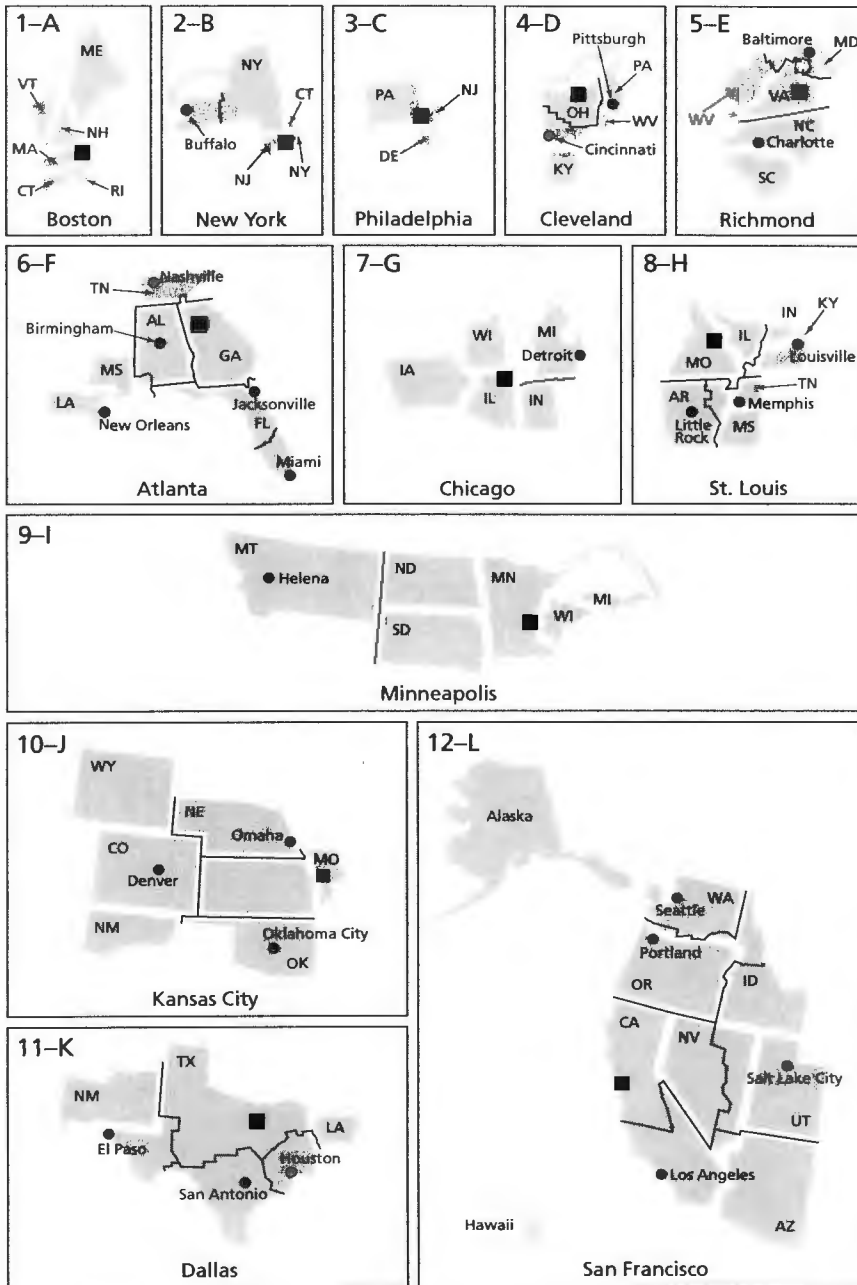 1–A
ME
VT
NH
MA
CT
RI
Boston
2–B
NY
CT
Buffalo
NJ
NY
New York
3–C
PA
NJ
DE
Philadelphia
4–D
Pittsburgh
PA
OH
WV
Cincinnati
KY
Cleveland
5–E
Baltimore
MD
VA
WV
NC
Charlotte
SC
Richmond
6–F
Nashville
TN
AL
Birmingham
GA
MS
LA
Jacksonville
New Orleans
FL
Miami
Atlanta
7–G
WI
MI
Detroit
IA
IL
IN
Chicago
8–H
KY
IN
IL
Louisville
MO
TN
AR
Memphis
Little
Rock
MS
St. Louis
9–I
MT
ND
MN
Helena
MI
WI
SD
Minneapolis
10–J
WY
NE
Omaha
CO
MO
Denver
NM
Oklahoma City
OK
Kansas City
11–K
TX
NM
LA
El Paso
Houston
San Antonio
Dallas
12–L
Alaska
WA
Seattle
Portland
ID
OR
CA
NV
Salt Lake City
UT
Los Angeles
Hawaii
AZ
San Francisco